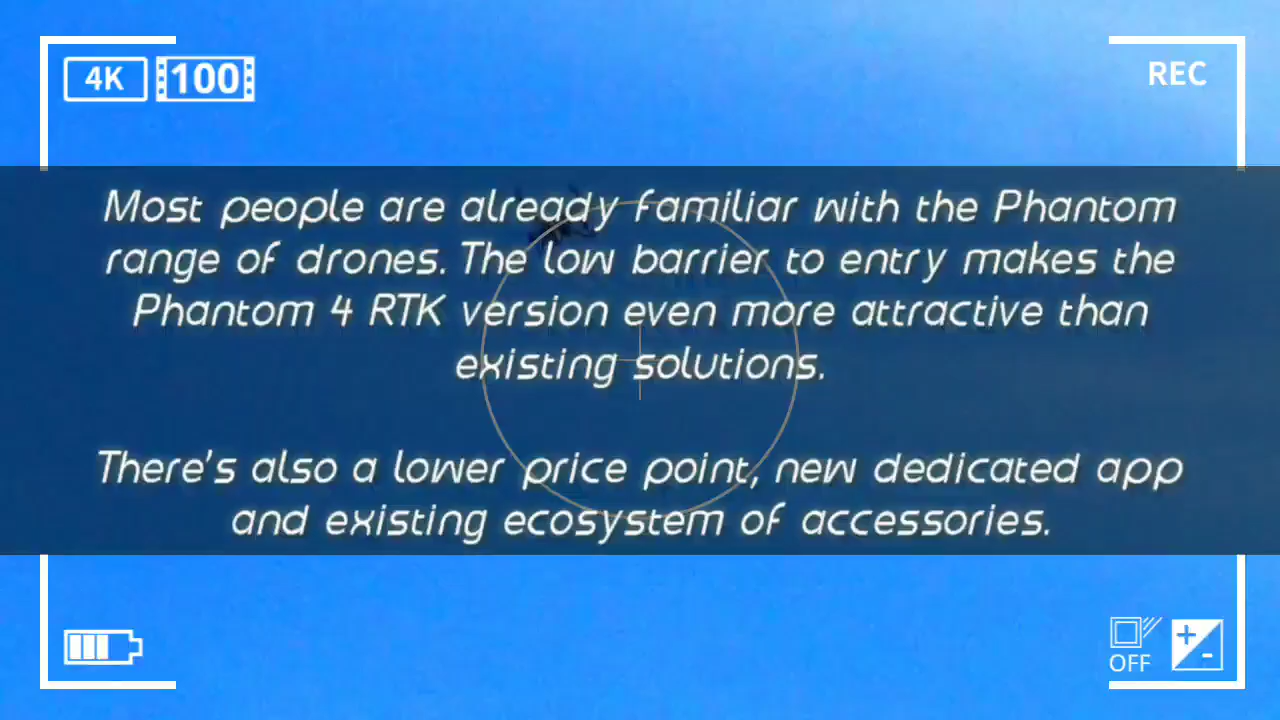 4K 100
REC
Most people are already familiar with the Phantom
range of drones. The low barrier to entry makes the
Phantom 4 RTK version even more attractive than
existing solutions.
There's also a lower price point, new dedicated app
and existing ecosystem of accessories.
OFF